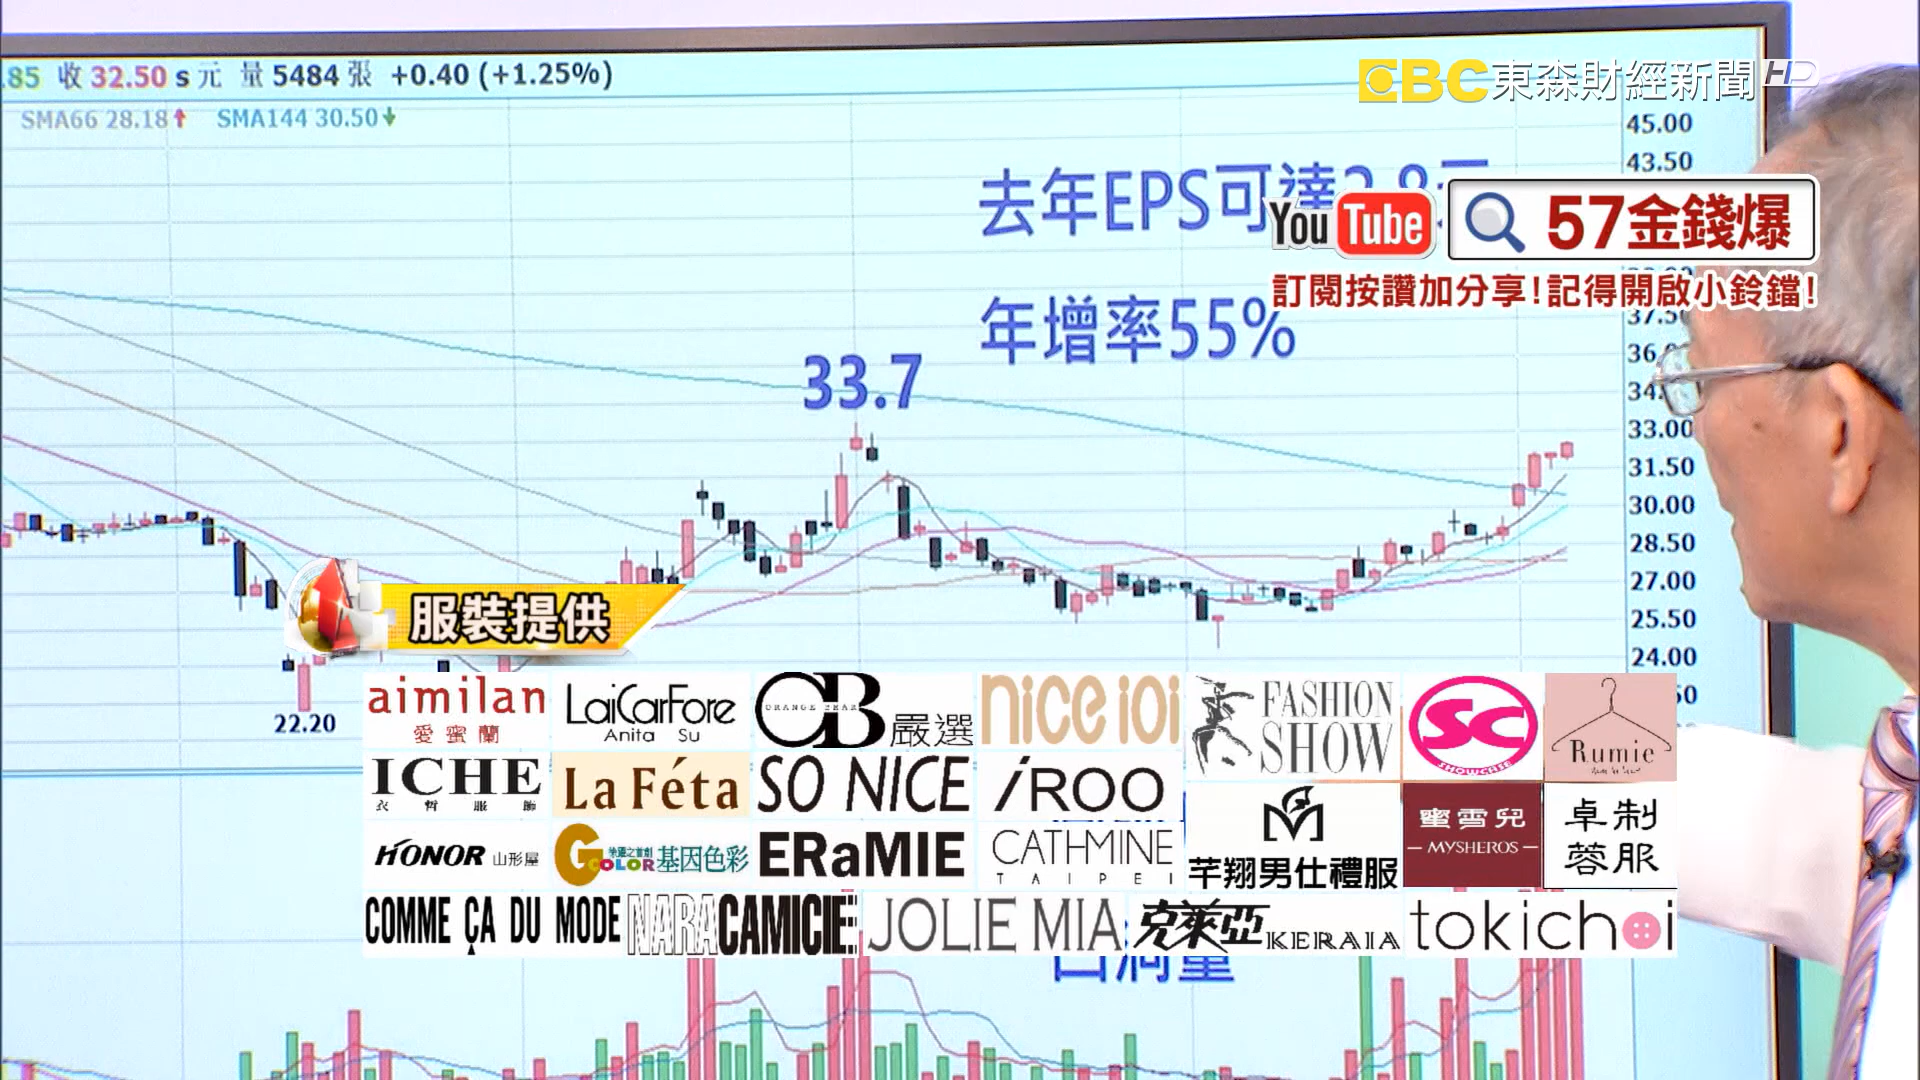 .85 收 32.50 s 元 量 5484 張 +0.40 (+1.25%)
SMA66 28.18↑ SMA144 30.50↓
EBC 東森財經新聞 HD
去年EPS可達
YouTube 57金錢爆
訂閱按讚加分享!記得開啟小鈴鐺!
年增率55%
33.7
45.00
43.50
37.50
33.00
31.50
30.00
28.50
27.00
25.50
24.00
22.20
服裝提供
aimilan 愛蜜蘭
LaiCarFore Anita Su
OB ORANGE BEAR 嚴選
nice ioi
FASHION SHOW
SC SHOWCASE
Rumie
ICHE 衣哲服飾
La Féta
SO NICE
iROO
芊翔男仕禮服
蜜雪兒 MYSHEROS
卓制蓉服
HONOR 山形屋
GCOLOR 基因色彩
ERaMIE
CATHMINE TAIPEI
COMME ÇA DU MODE
NARACAMICIE
JOLIE MIA
克萊亞 KERAIA
tokichoi